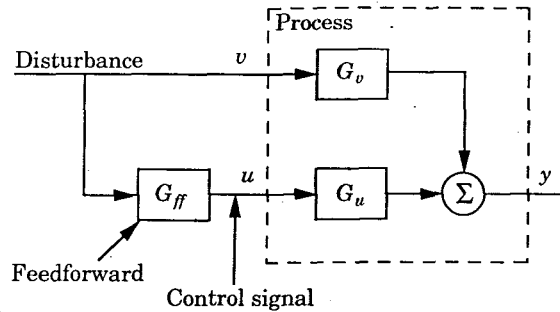 Process
Disturbance
v
G_v
G_ff
u
G_u
Σ
y
Feedforward
Control signal